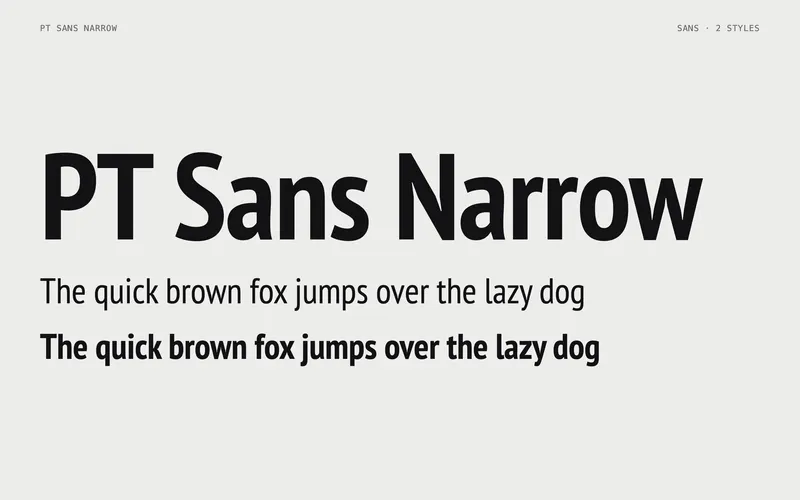 PT SANS NARROW
SANS · 2 STYLES
PT Sans Narrow
The quick brown fox jumps over the lazy dog
The quick brown fox jumps over the lazy dog